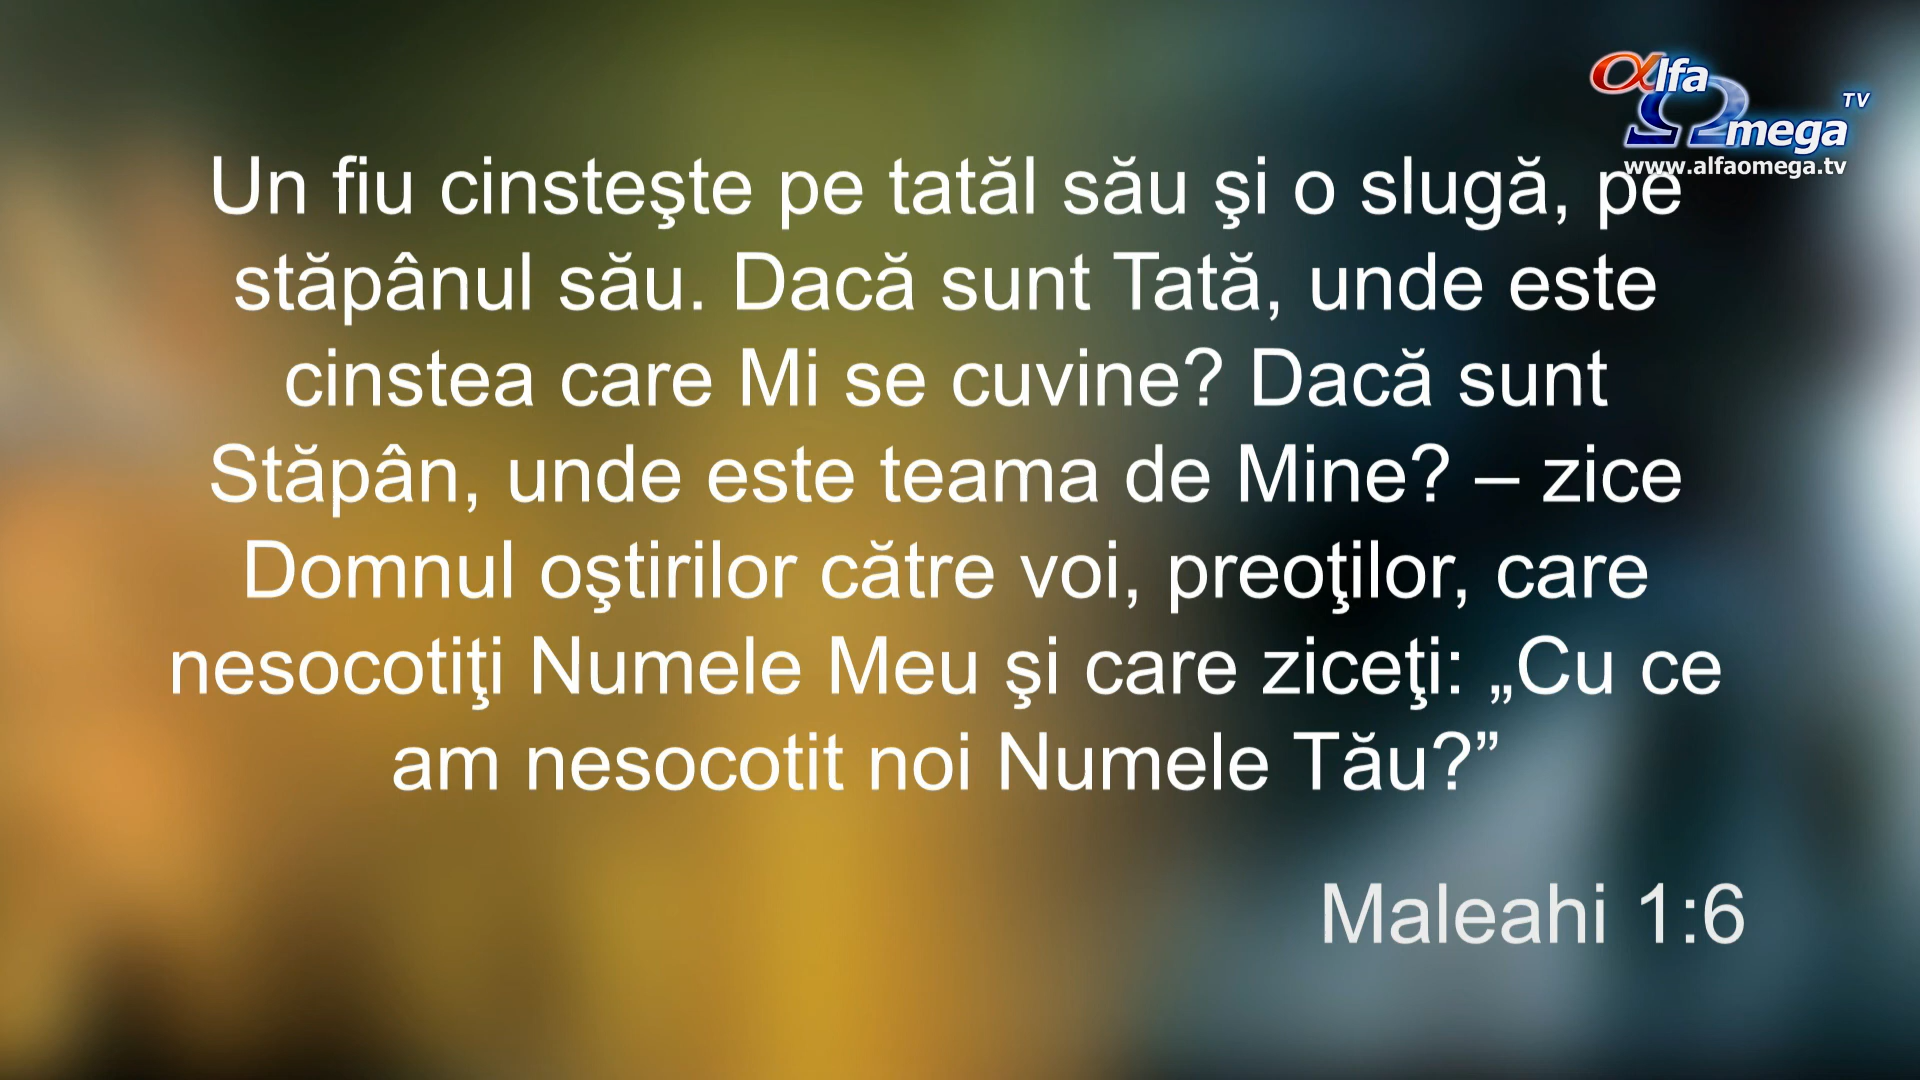 αlfa
Ωmega TV
www.alfaomega.tv
Un fiu cinsteşte pe tatăl său şi o slugă, pe
stăpânul său. Dacă sunt Tată, unde este
cinstea care Mi se cuvine? Dacă sunt
Stăpân, unde este teama de Mine? – zice
Domnul oştirilor către voi, preoţilor, care
nesocotiţi Numele Meu şi care ziceţi: „Cu ce
am nesocotit noi Numele Tău?”
Maleahi 1:6